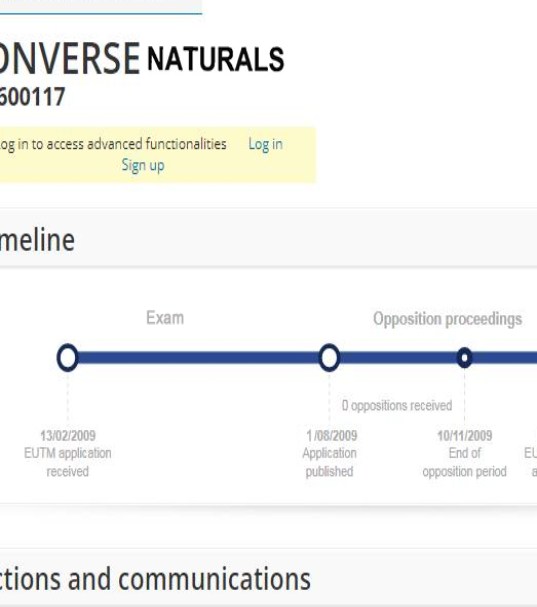 ONVERSE NATURALS
600117
og in to access advanced functionalities Log in
Sign up
meline
Exam Opposition proceedings
0 oppositions received
13/02/2009 1/08/2009 10/11/2009
EUTM application Application End of EU
received published opposition period a
ctions and communications